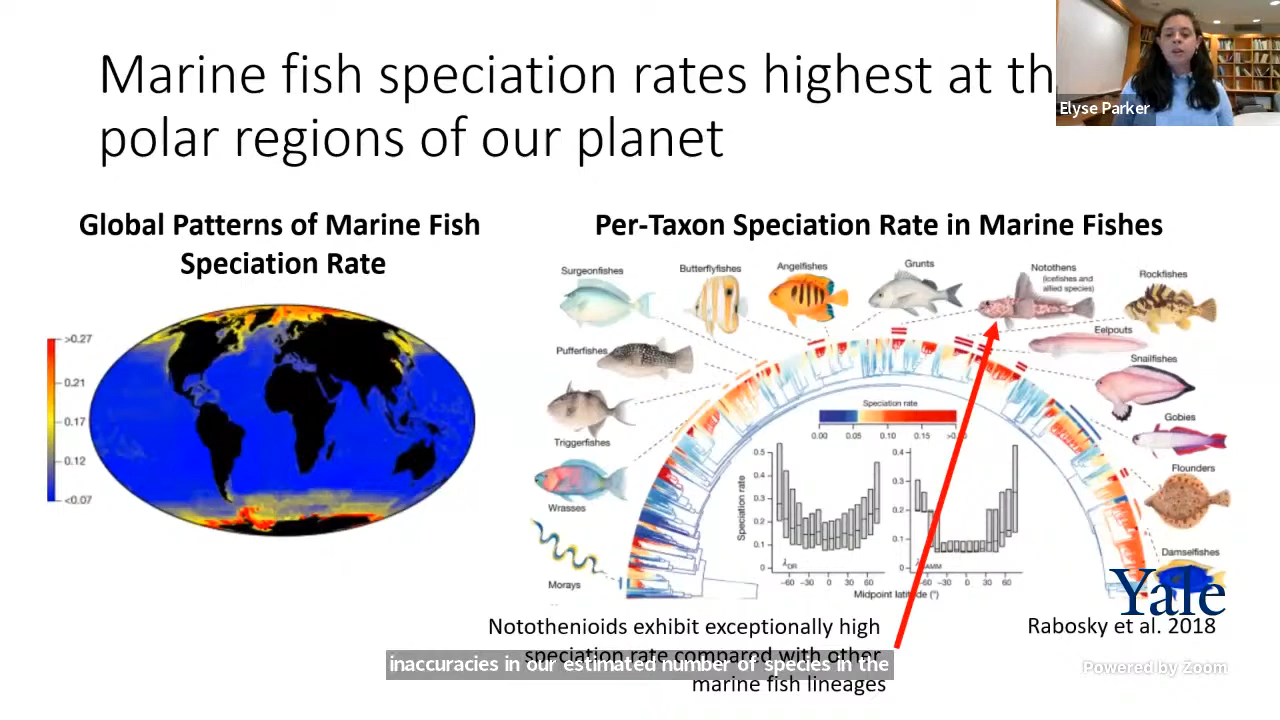 Marine fish speciation rates highest at th
polar regions of our planet
Elyse Parker
Global Patterns of Marine Fish
Speciation Rate
>0.27
0.21
0.17
0.12
<0.07
Per-Taxon Speciation Rate in Marine Fishes
Surgeonfishes
Butterflyfishes
Angelfishes
Grunts
Notothens
(icefishes and
allied species)
Rockfishes
Eelpouts
Snailfishes
Gobies
Flounders
Damselfishes
Pufferfishes
Triggerfishes
Wrasses
Morays
Speciation rate
0.00 0.05 0.10 0.15
Speciation rate
0.5
0.4
0.3
0.2
0.1
0
λDR
−60 −30 0 30 60
0.4
0.3
0.2
0.1
0
−60 −30 0 30 60
Midpoint latitude (°)
Yale
Notothenioids exhibit exceptionally high
speciation rate compared with other
marine fish lineages
Rabosky et al. 2018
inaccuracies in our estimated number of species in the
Powered by Zoom